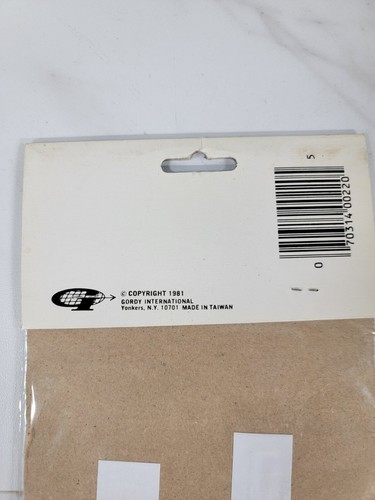 © COPYRIGHT 1981
GORDY INTERNATIONAL
Yonkers, N.Y. 10701 MADE IN TAIWAN
0 70314 00220 5